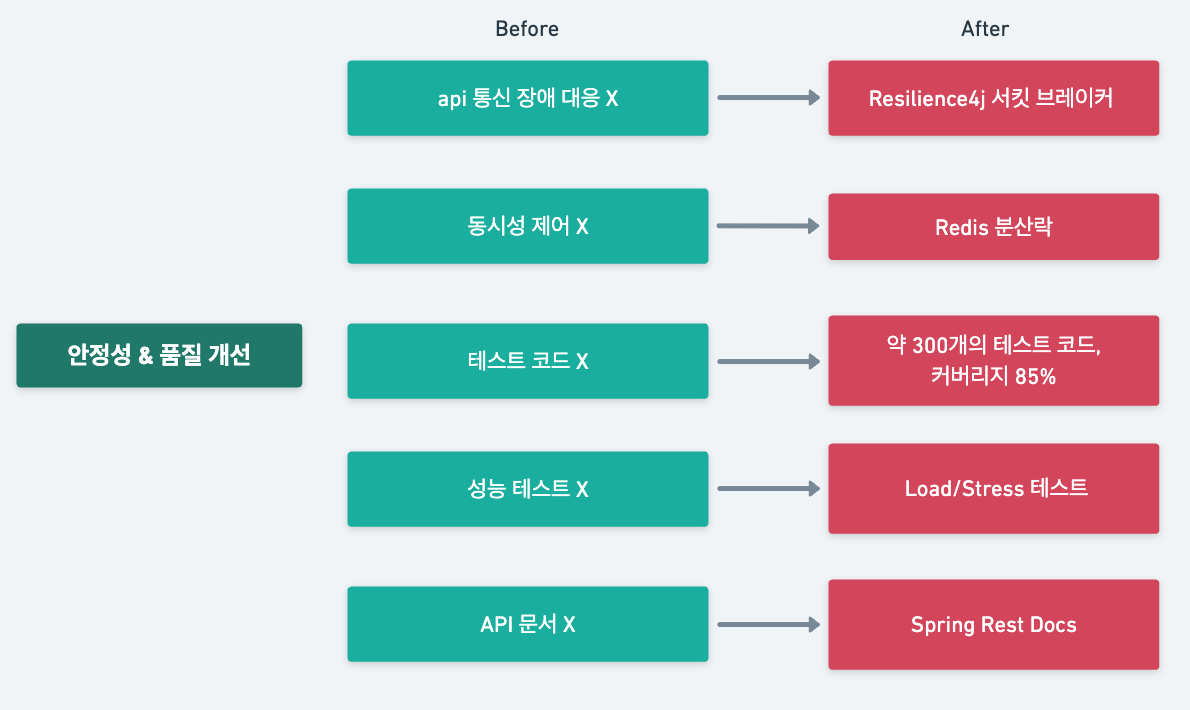 Before
After
api 통신 장애 대응 X
Resilience4j 서킷 브레이커
동시성 제어 X
Redis 분산락
안정성 & 품질 개선
테스트 코드 X
약 300개의 테스트 코드,
커버리지 85%
성능 테스트 X
Load/Stress 테스트
API 문서 X
Spring Rest Docs